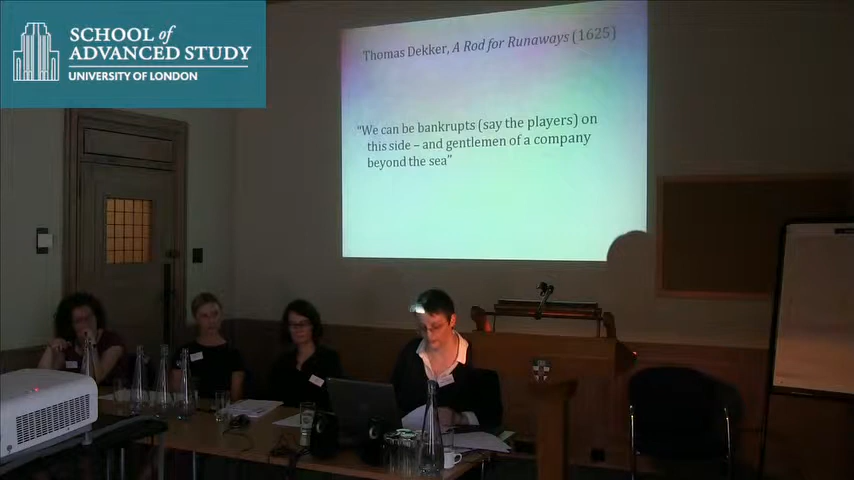 SCHOOL of
ADVANCED STUDY
UNIVERSITY OF LONDON
Thomas Dekker, A Rod for Runaways (1625)
“We can be bankrupts (say the players) on
this side – and gentlemen of a company
beyond the sea”